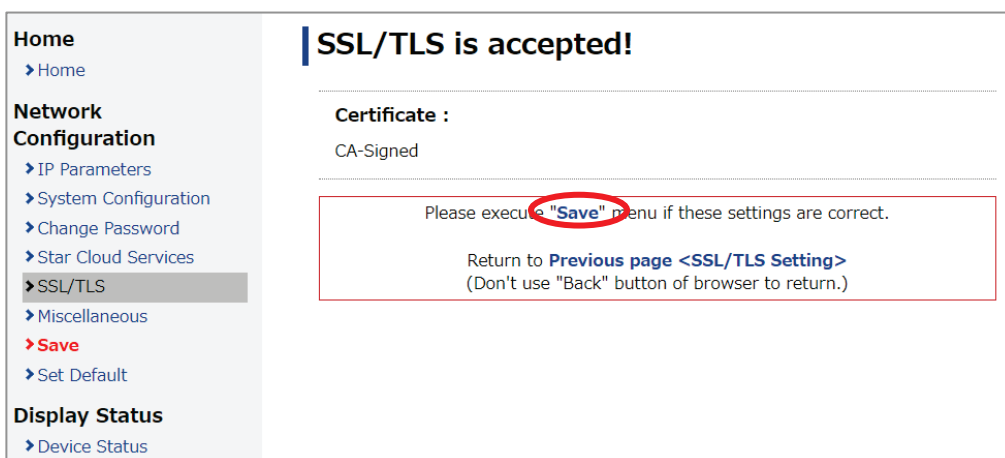 Home
Home
Network
Configuration
IP Parameters
System Configuration
Change Password
Star Cloud Services
SSL/TLS
Miscellaneous
Save
Set Default
Display Status
Device Status
SSL/TLS is accepted!
Certificate :
CA-Signed
Please execute "Save" menu if these settings are correct.
Return to Previous page <SSL/TLS Setting>
(Don't use "Back" button of browser to return.)